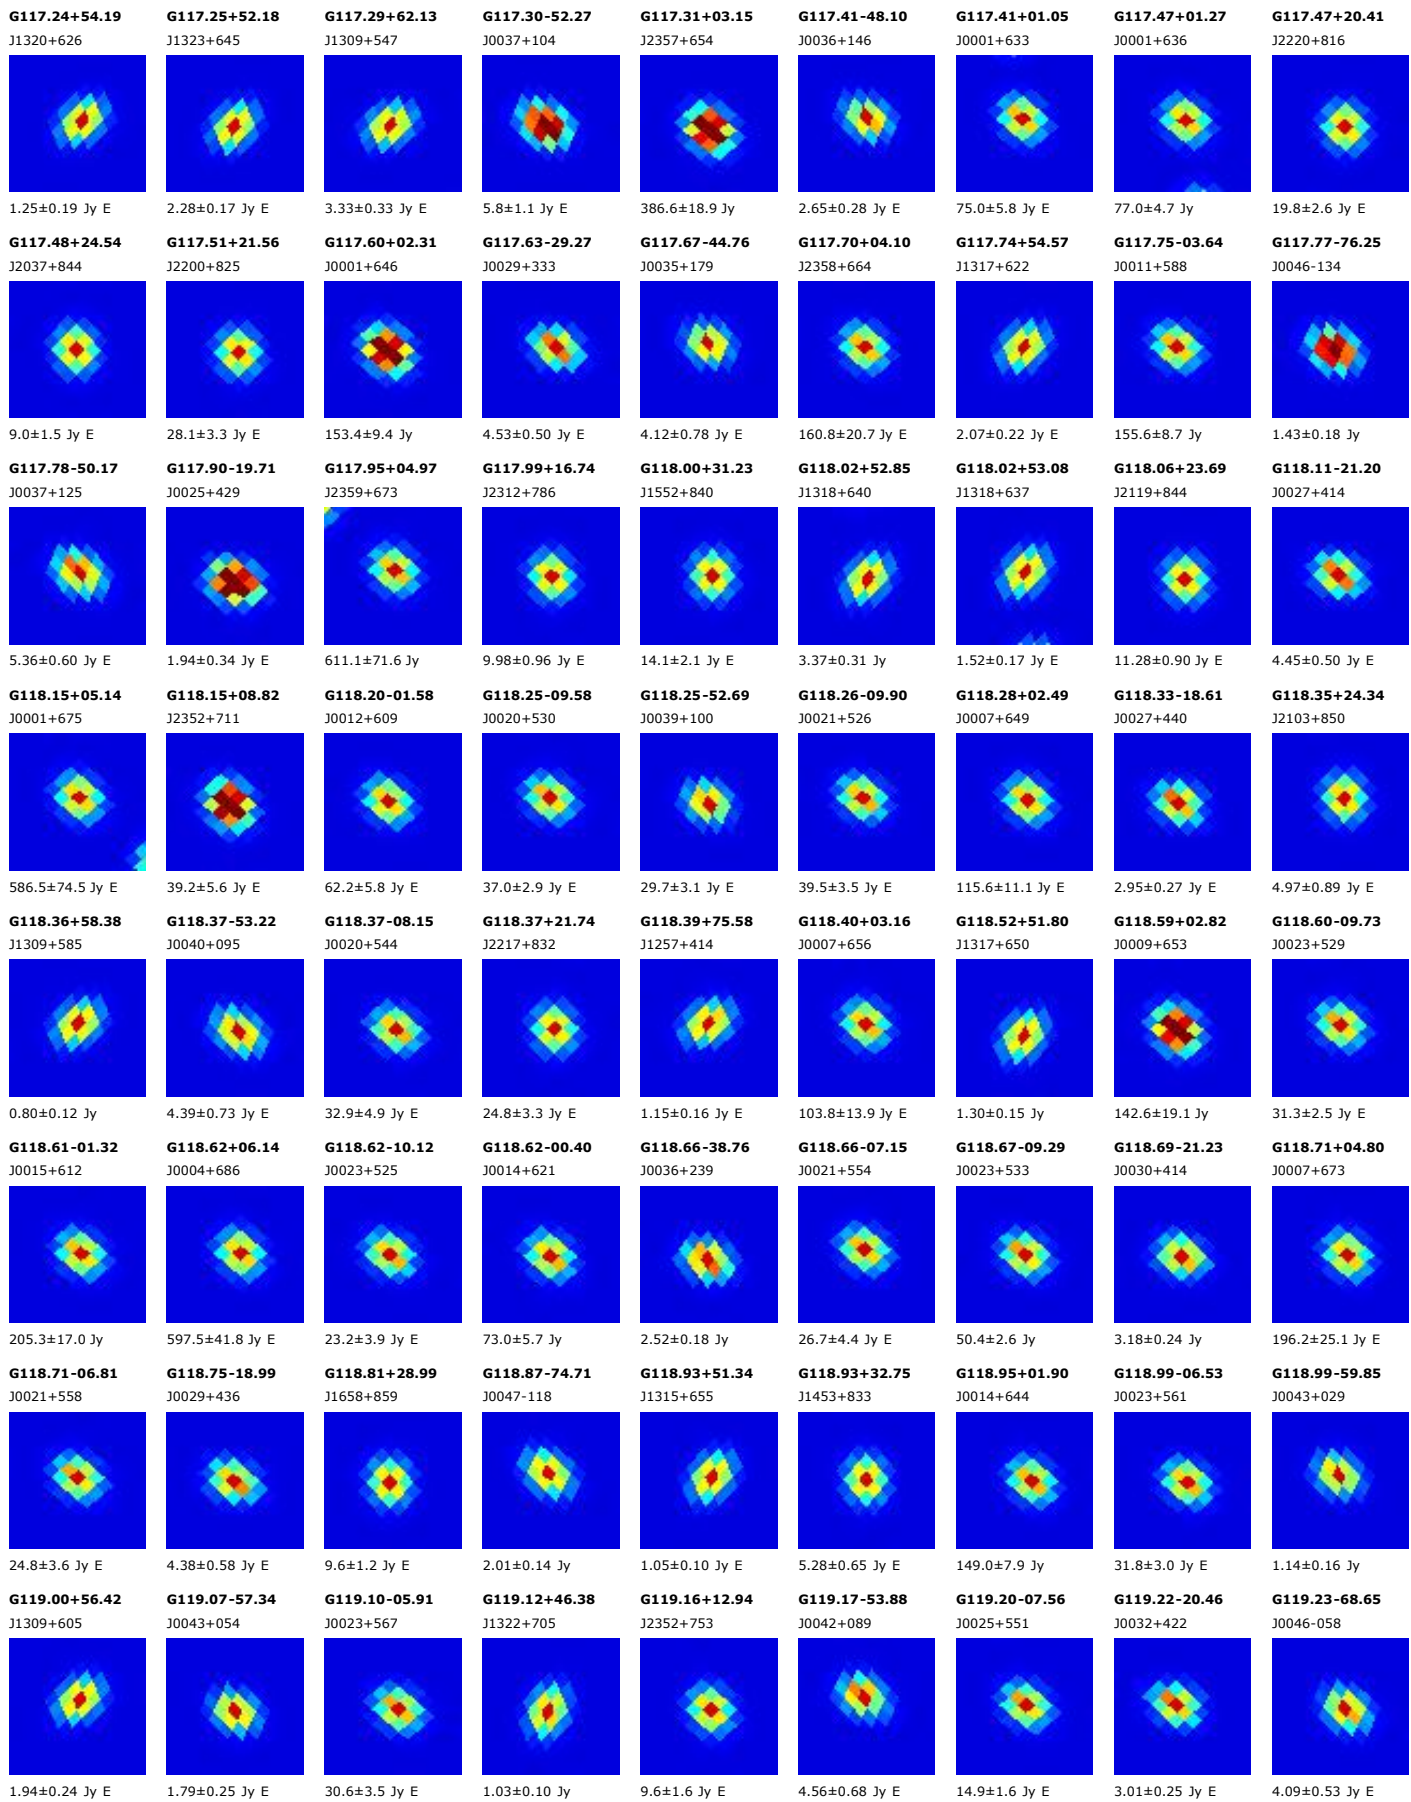 G117.24+54.19 G117.25+52.18 G117.29+62.13 G117.30-52.27 G117.31+03.15 G117.41-48.10 G117.41+01.05 G117.47+01.27 G117.47+20.41
J1320+626 J1323+645 J1309+547 J0037+104 J2357+654 J0036+146 J0001+633 J0001+636 J2220+816
1.25±0.19 Jy E 2.28±0.17 Jy E 3.33±0.33 Jy E 5.8±1.1 Jy E 386.6±18.9 Jy 2.65±0.28 Jy E 75.0±5.8 Jy E 77.0±4.7 Jy 19.8±2.6 Jy E
G117.48+24.54 G117.51+21.56 G117.60+02.31 G117.63-29.27 G117.67-44.76 G117.70+04.10 G117.74+54.57 G117.75-03.64 G117.77-76.25
J2037+844 J2200+825 J0001+646 J0029+333 J0035+179 J2358+664 J1317+622 J0011+588 J0046-134
9.0±1.5 Jy E 28.1±3.3 Jy E 153.4±9.4 Jy 4.53±0.50 Jy E 4.12±0.78 Jy E 160.8±20.7 Jy E 2.07±0.22 Jy E 155.6±8.7 Jy 1.43±0.18 Jy
G117.78-50.17 G117.90-19.71 G117.95+04.97 G117.99+16.74 G118.00+31.23 G118.02+52.85 G118.02+53.08 G118.06+23.69 G118.11-21.20
J0037+125 J0025+429 J2359+673 J2312+786 J1552+840 J1318+640 J1318+637 J2119+844 J0027+414
5.36±0.60 Jy E 1.94±0.34 Jy E 611.1±71.6 Jy 9.98±0.96 Jy E 14.1±2.1 Jy E 3.37±0.31 Jy 1.52±0.17 Jy E 11.28±0.90 Jy E 4.45±0.50 Jy E
G118.15+05.14 G118.15+08.82 G118.20-01.58 G118.25-09.58 G118.25-52.69 G118.26-09.90 G118.28+02.49 G118.33-18.61 G118.35+24.34
J0001+675 J2352+711 J0012+609 J0020+530 J0039+100 J0021+526 J0007+649 J0027+440 J2103+850
586.5±74.5 Jy E 39.2±5.6 Jy E 62.2±5.8 Jy E 37.0±2.9 Jy E 29.7±3.1 Jy E 39.5±3.5 Jy E 115.6±11.1 Jy E 2.95±0.27 Jy E 4.97±0.89 Jy E
G118.36+58.38 G118.37-53.22 G118.37-08.15 G118.37+21.74 G118.39+75.58 G118.40+03.16 G118.52+51.80 G118.59+02.82 G118.60-09.73
J1309+585 J0040+095 J0020+544 J2217+832 J1257+414 J0007+656 J1317+650 J0009+653 J0023+529
0.80±0.12 Jy 4.39±0.73 Jy E 32.9±4.9 Jy E 24.8±3.3 Jy E 1.15±0.16 Jy E 103.8±13.9 Jy E 1.30±0.15 Jy 142.6±19.1 Jy 31.3±2.5 Jy E
G118.61-01.32 G118.62+06.14 G118.62-10.12 G118.62-00.40 G118.66-38.76 G118.66-07.15 G118.67-09.29 G118.69-21.23 G118.71+04.80
J0015+612 J0004+686 J0023+525 J0014+621 J0036+239 J0021+554 J0023+533 J0030+414 J0007+673
205.3±17.0 Jy 597.5±41.8 Jy E 23.2±3.9 Jy E 73.0±5.7 Jy 2.52±0.18 Jy 26.7±4.4 Jy E 50.4±2.6 Jy 3.18±0.24 Jy 196.2±25.1 Jy E
G118.71-06.81 G118.75-18.99 G118.81+28.99 G118.87-74.71 G118.93+51.34 G118.93+32.75 G118.95+01.90 G118.99-06.53 G118.99-59.85
J0021+558 J0029+436 J1658+859 J0047-118 J1315+655 J1453+833 J0014+644 J0023+561 J0043+029
24.8±3.6 Jy E 4.38±0.58 Jy E 9.6±1.2 Jy E 2.01±0.14 Jy 1.05±0.10 Jy E 5.28±0.65 Jy E 149.0±7.9 Jy 31.8±3.0 Jy E 1.14±0.16 Jy
G119.00+56.42 G119.07-57.34 G119.10-05.91 G119.12+46.38 G119.16+12.94 G119.17-53.88 G119.20-07.56 G119.22-20.46 G119.23-68.65
J1309+605 J0043+054 J0023+567 J1322+705 J2352+753 J0042+089 J0025+551 J0032+422 J0046-058
1.94±0.24 Jy E 1.79±0.25 Jy E 30.6±3.5 Jy E 1.03±0.10 Jy 9.6±1.6 Jy E 4.56±0.68 Jy E 14.9±1.6 Jy E 3.01±0.25 Jy E 4.09±0.53 Jy E